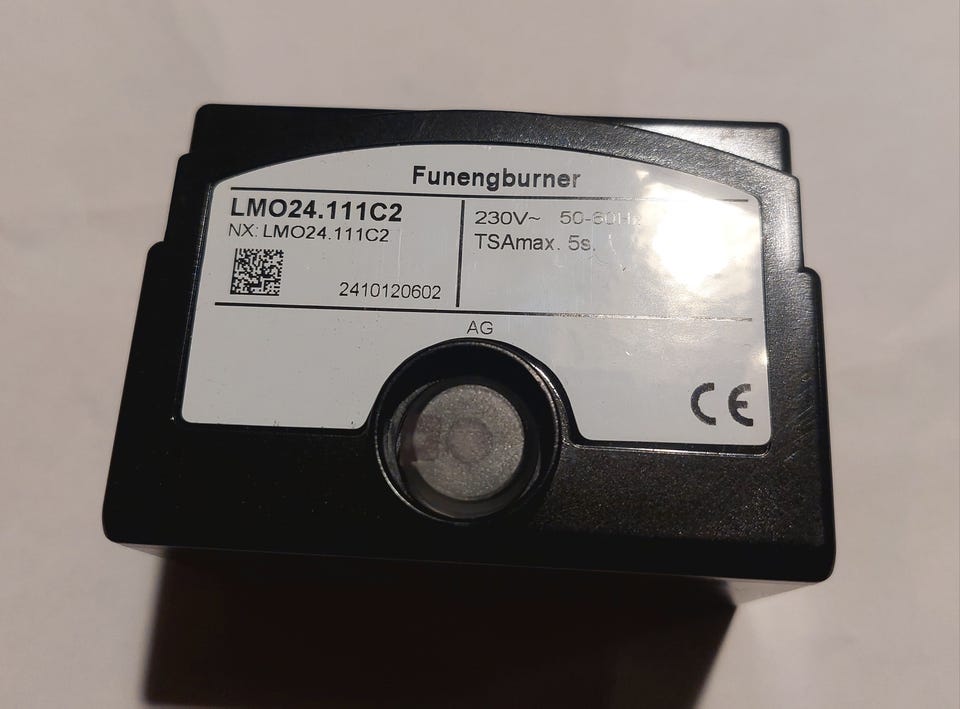 Funengburner
LMO24.111C2
NX: LMO24.111C2
2410120602
230V~ 50-60Hz
TSAmax. 5s.
AG
CE